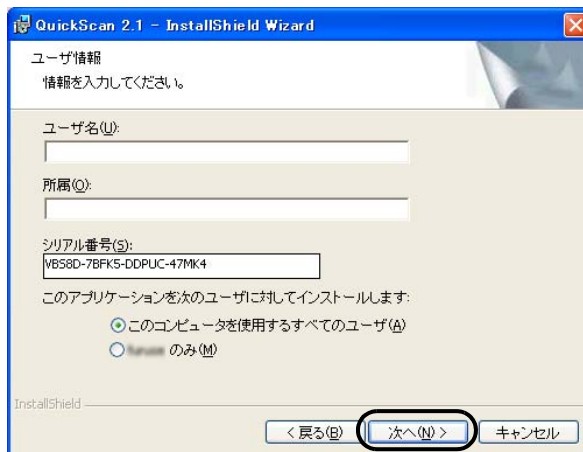 QuickScan 2.1 - InstallShield Wizard
ユーザ情報
情報を入力してください。
ユーザ名(U):
所属(O):
シリアル番号(S):
VBS8D-7BFK5-DDPUC-47MK4
このアプリケーションを次のユーザに対してインストールします:
このコンピュータを使用するすべてのユーザ(A)
のみ(M)
InstallShield
< 戻る(B) 次へ(N) > キャンセル